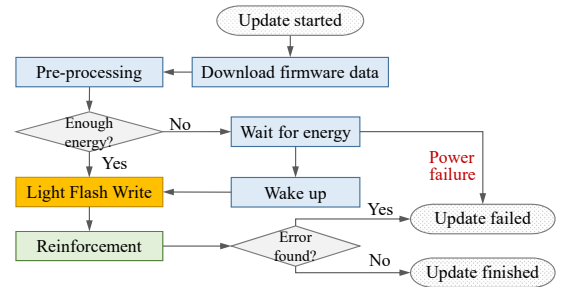 Update started
Pre-processing
Download firmware data
Enough
energy?
No
Wait for energy
Yes
Power
failure
Light Flash Write
Wake up
Yes
Update failed
Reinforcement
Error
found?
No
Update finished